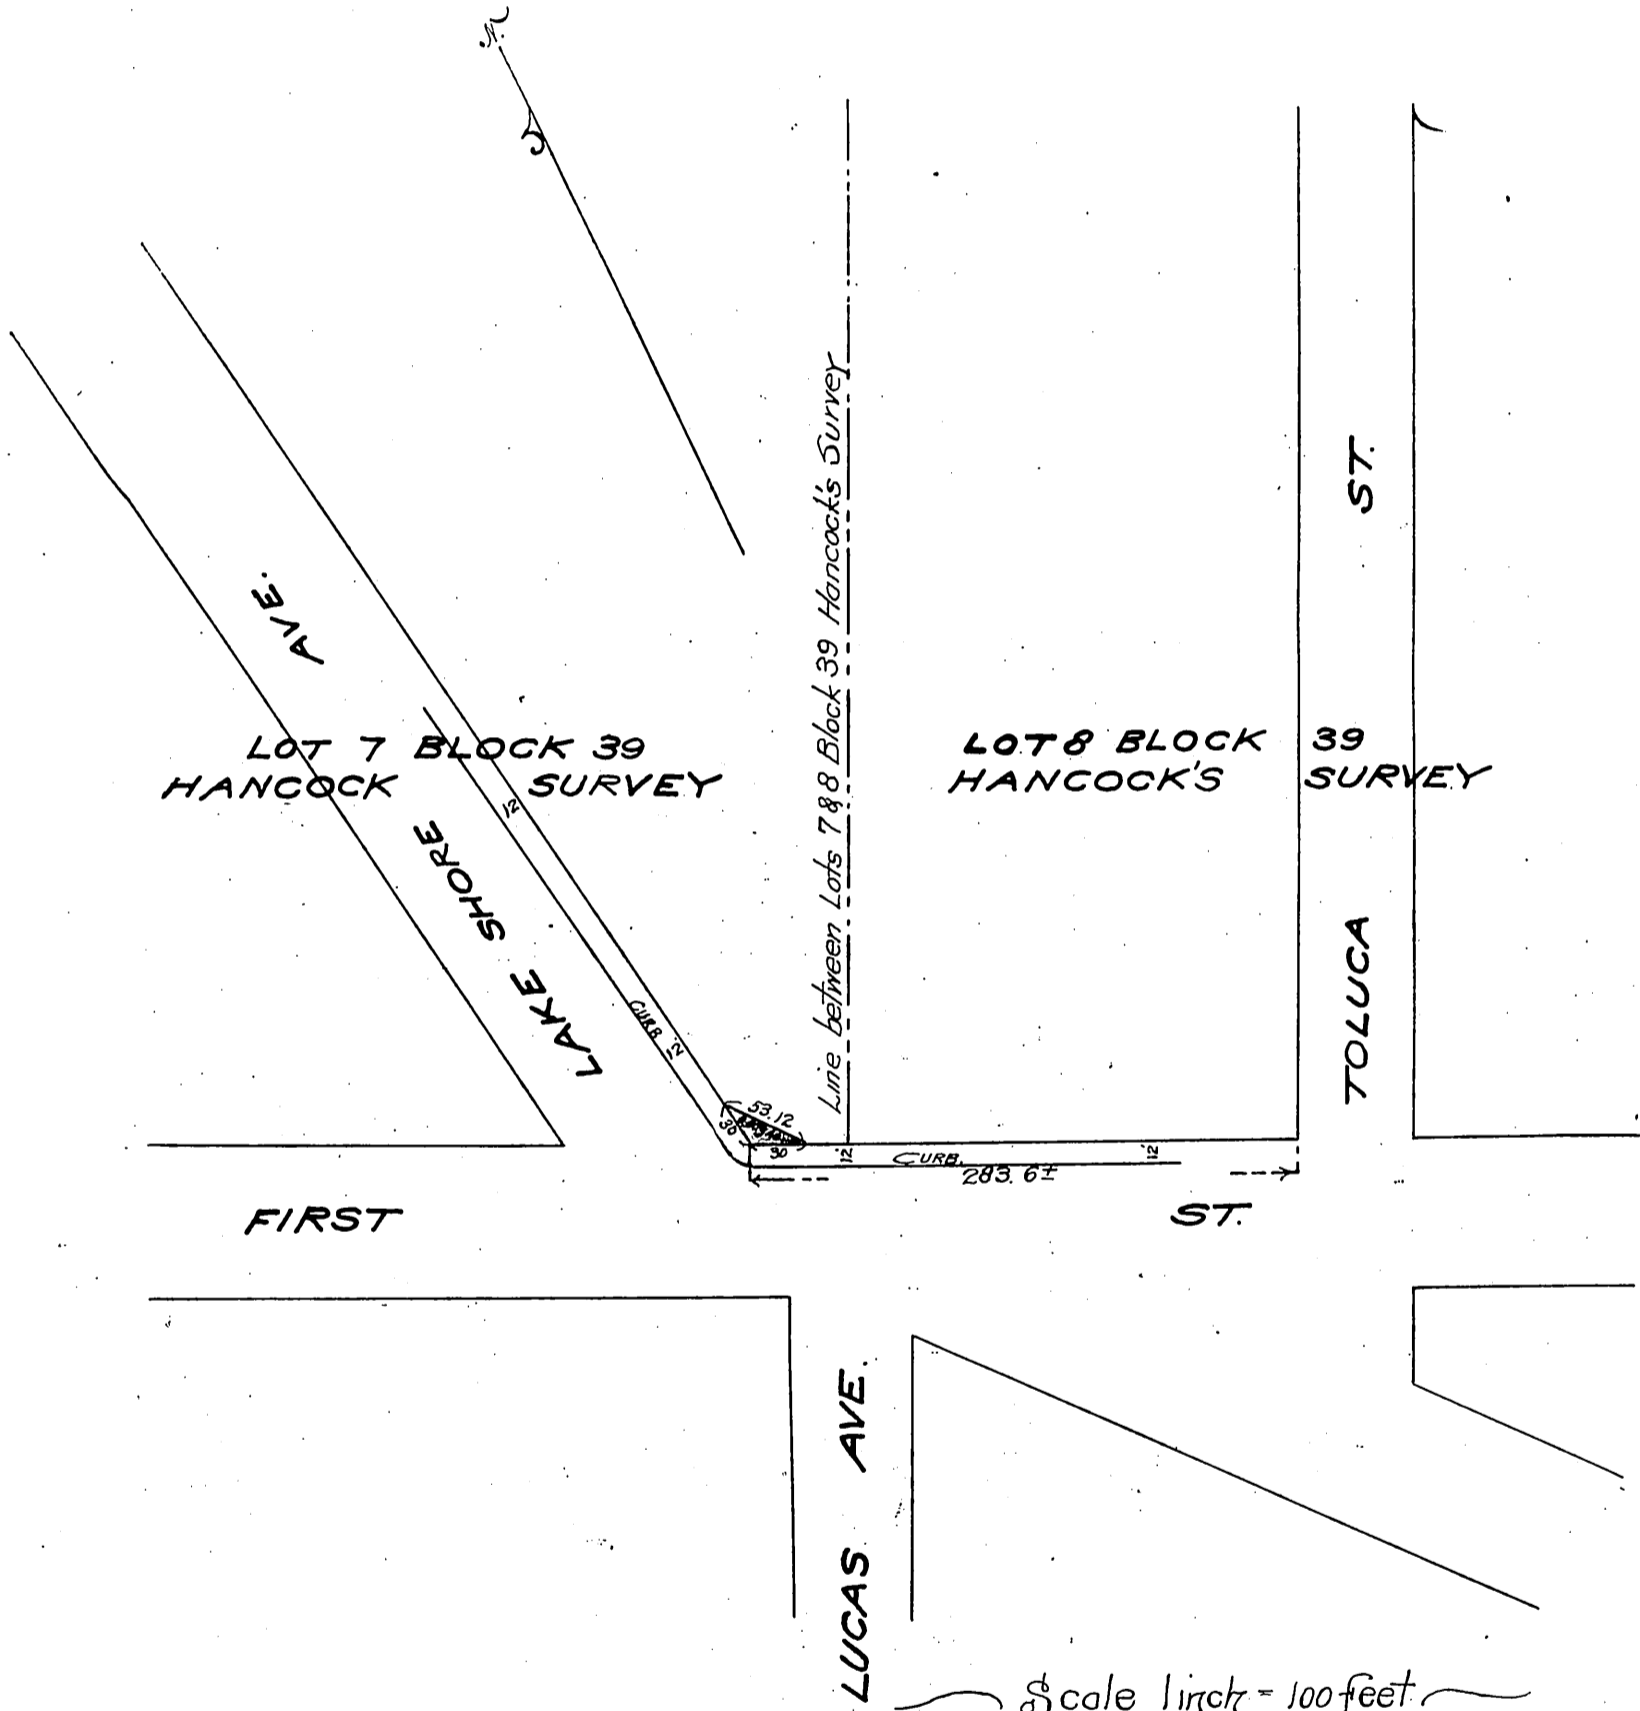 N.
Line between Lots 7&8 Block 39 Hancock's Survey
LAKE SHORE AVE.
LOT 7 BLOCK 39
HANCOCK SURVEY
LOT 8 BLOCK 39
HANCOCK'S SURVEY
TOLUCA ST.
12
CURB.
12
53.12
30
30
12
CURB.
12
283.6±
FIRST ST.
LUCAS AVE.
Scale 1 inch = 100 feet